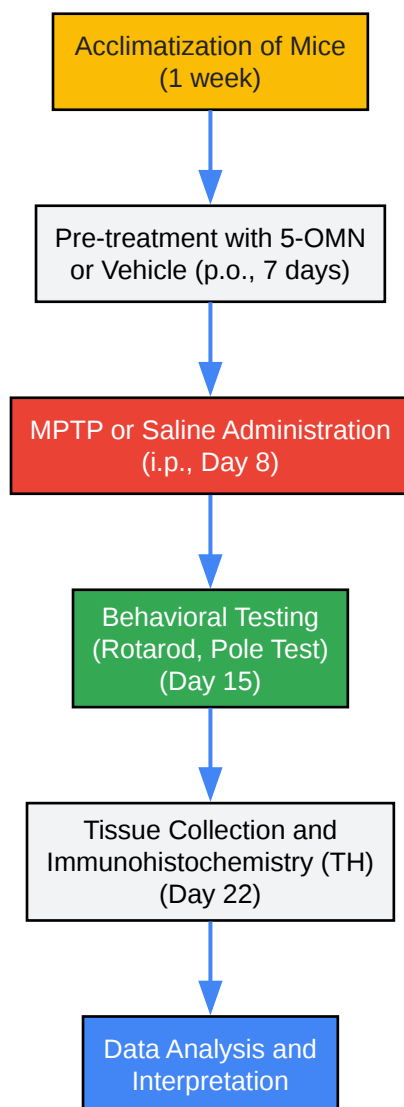 Acclimatization of Mice
(1 week)
Pre-treatment with 5-OMN
or Vehicle (p.o., 7 days)
MPTP or Saline Administration
(i.p., Day 8)
Behavioral Testing
(Rotarod, Pole Test)
(Day 15)
Tissue Collection and
Immunohistochemistry (TH)
(Day 22)
Data Analysis and
Interpretation